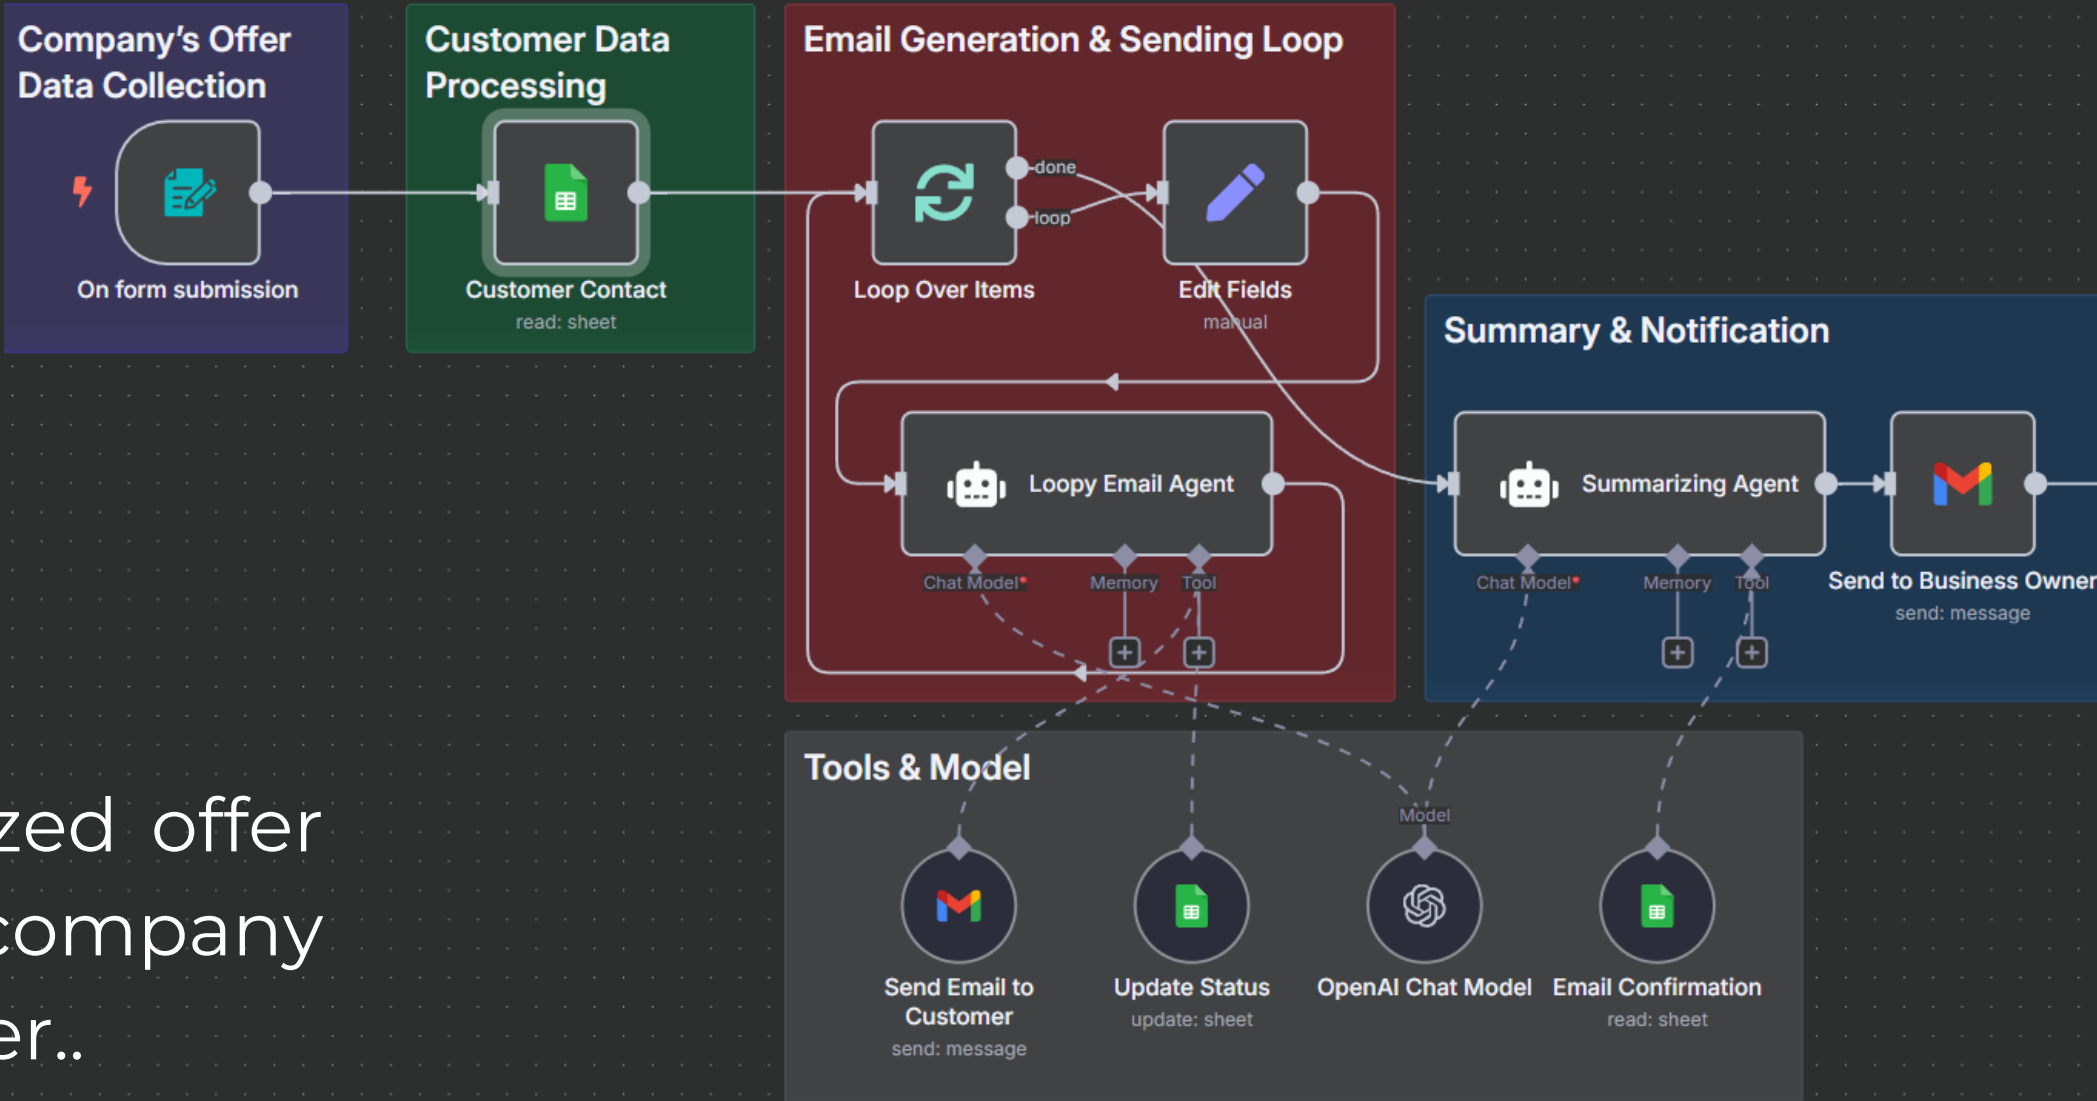 Company's Offer
Data Collection
On form submission
Customer Data
Processing
Customer Contact
read: sheet
Email Generation & Sending Loop
done
loop
Loop Over Items
Edit Fields
manual
Loopy Email Agent
Chat Model*
Memory
Tool
Summary & Notification
Summarizing Agent
Chat Model*
Memory
Tool
Send to Business Owner
send: message
Tools & Model
Model
Send Email to
Customer
send: message
Update Status
update: sheet
OpenAI Chat Model
Email Confirmation
read: sheet
zed offer
company
er..